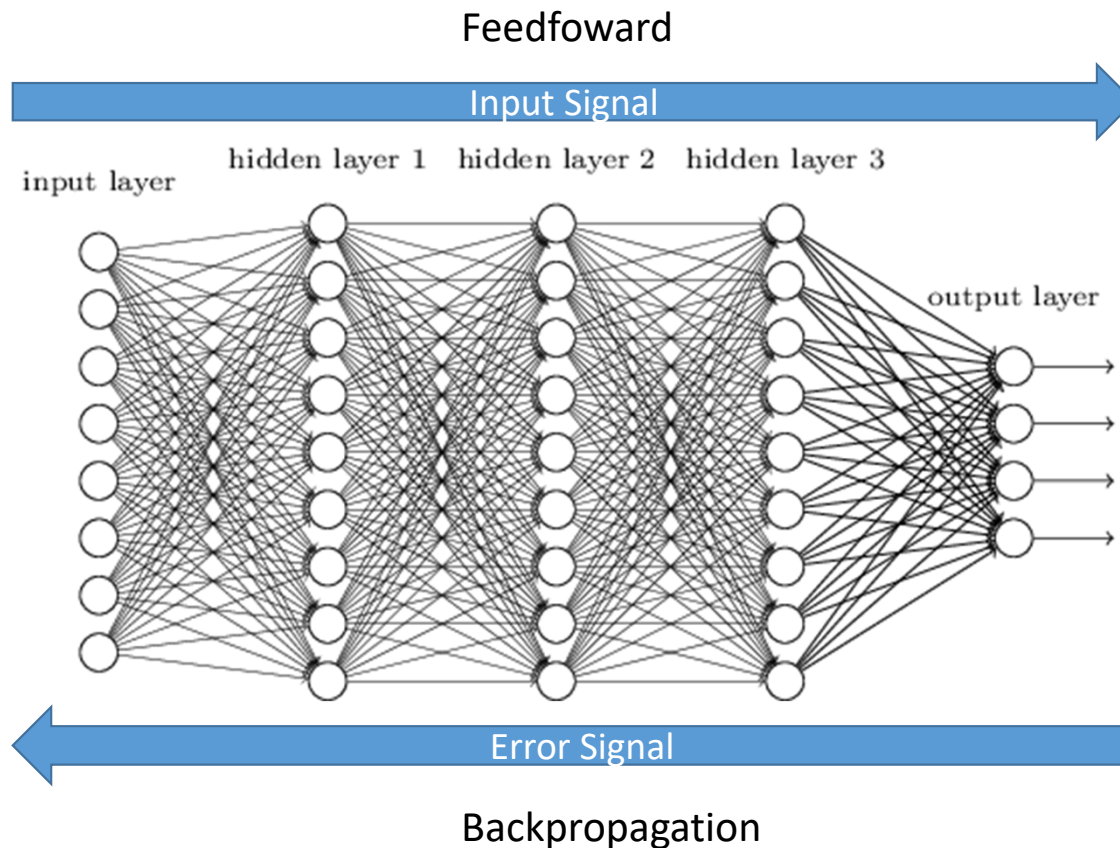 Feedfoward
Input Signal
hidden layer 1 hidden layer 2 hidden layer 3
input layer
output layer
Error Signal
Backpropagation